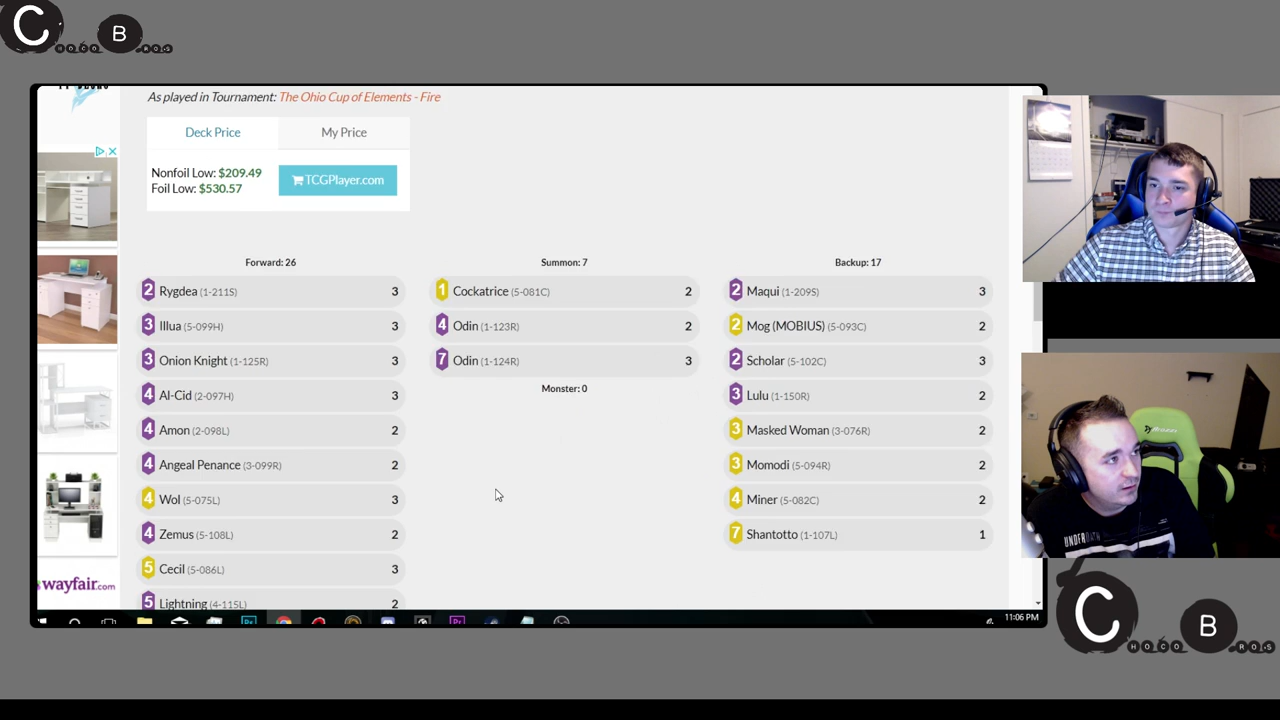 C
HOCO
B
ROS
As played in Tournament: The Ohio Cup of Elements - Fire
Deck Price
My Price
Nonfoil Low: $209.49
Foil Low: $530.57
TCGPlayer.com
Forward: 26
2 Rygdea (1-211S) 3
3 Illua (5-099H) 3
3 Onion Knight (1-125R) 3
4 Al-Cid (2-097H) 3
4 Amon (2-098L) 2
4 Angeal Penance (3-099R) 2
4 Wol (5-075L) 3
4 Zemus (5-108L) 2
5 Cecil (5-086L) 3
5 Lightning (4-115L) 2
Summon: 7
1 Cockatrice (5-081C) 2
4 Odin (1-123R) 2
7 Odin (1-124R) 3
Monster: 0
Backup: 17
2 Maqui (1-209S) 3
2 Mog (MOBIUS) (5-093C) 2
2 Scholar (5-102C) 3
3 Lulu (1-150R) 2
3 Masked Woman (3-076R) 2
3 Momodi (5-094R) 2
4 Miner (5-082C) 2
7 Shantotto (1-107L) 1
wayfair.com
Pr
11:06 PM
UNDEROATH
C
HOCO
B
ROS